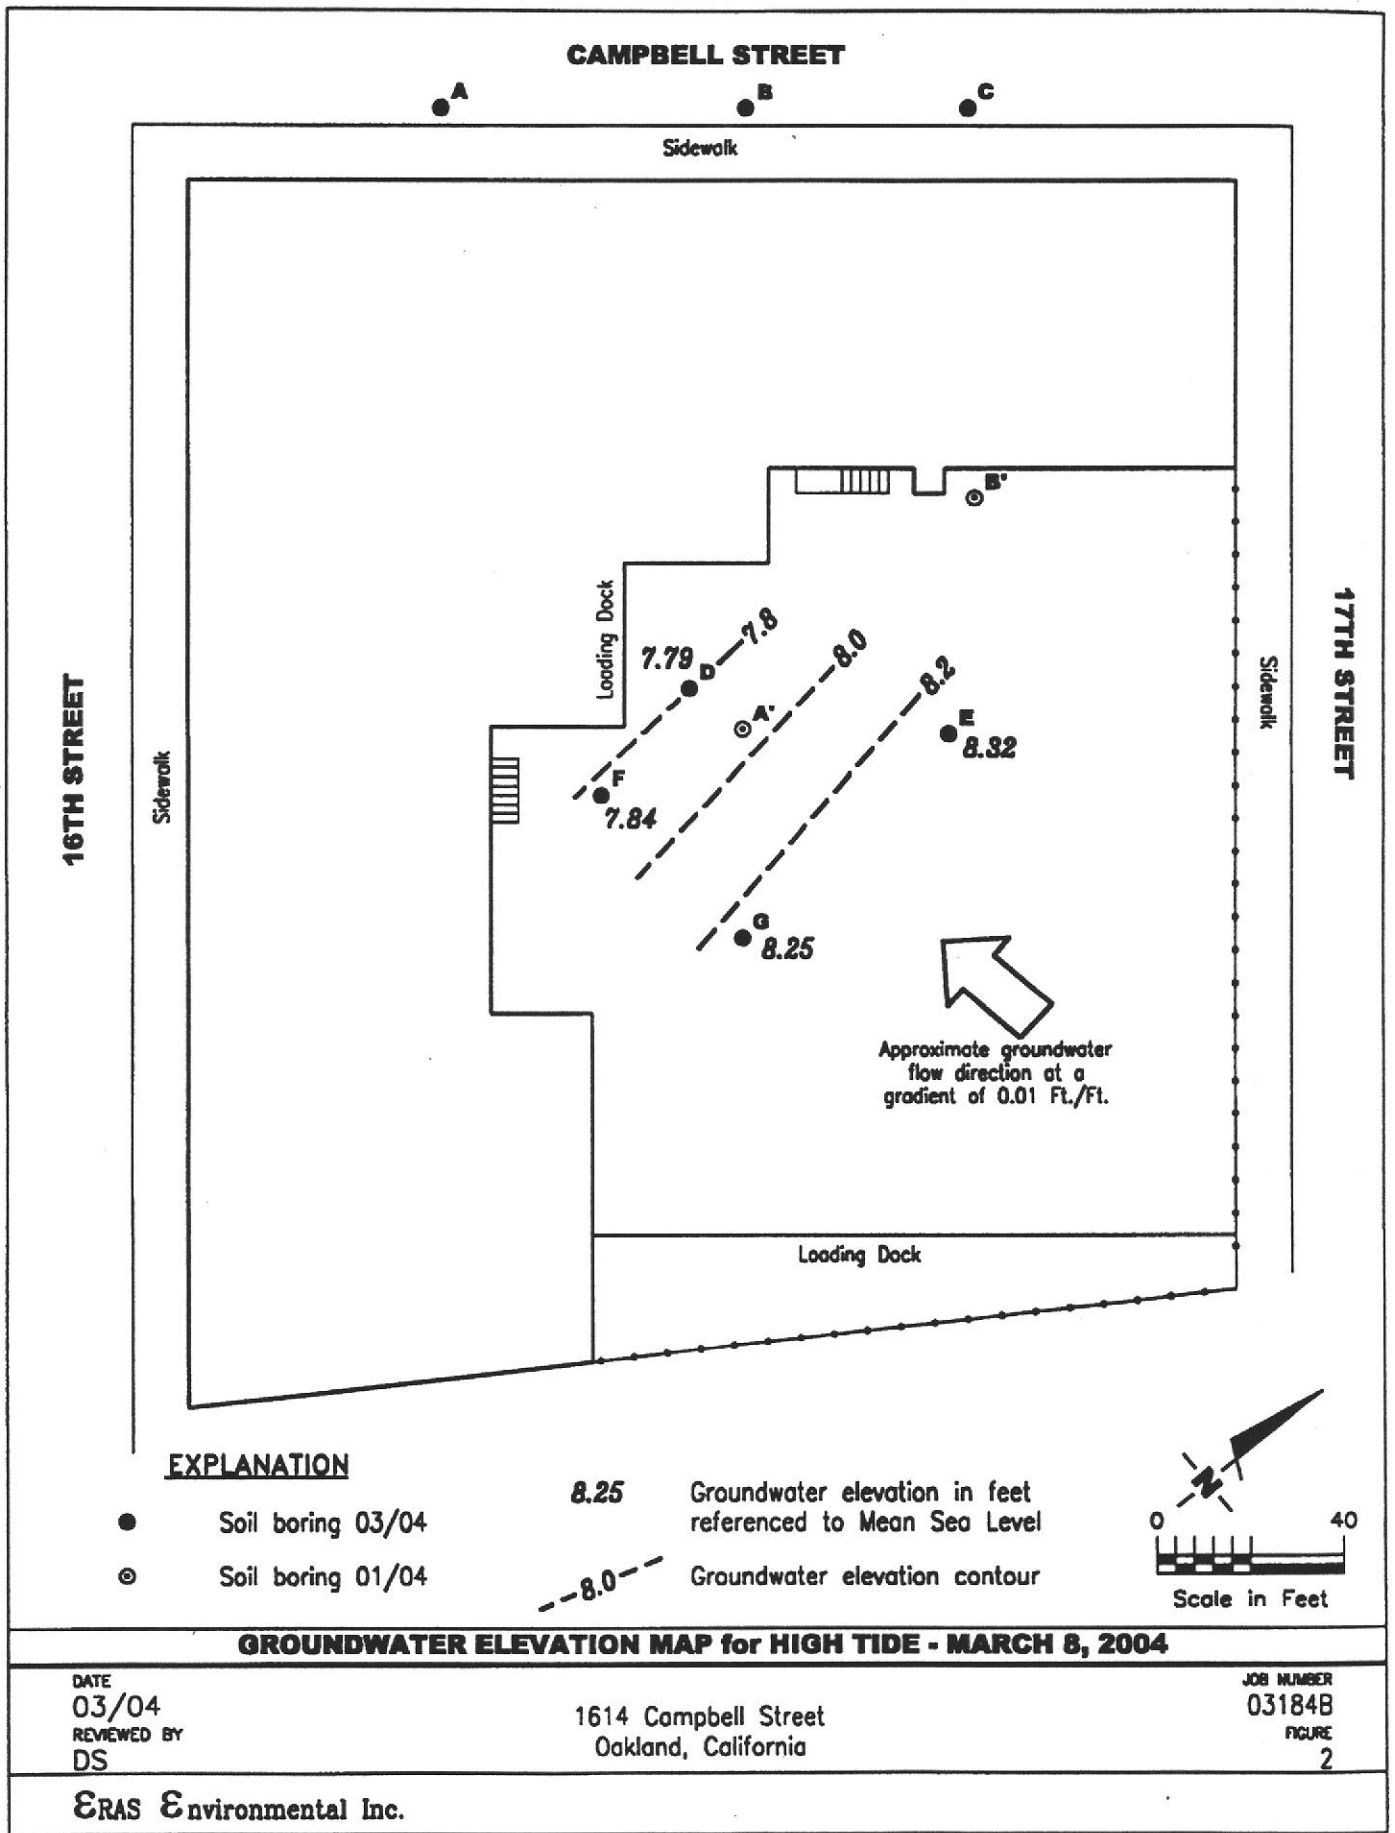 CAMPBELL STREET
A
B
C
Sidewalk
B'
Loading Dock
7.8
8.0
8.2
7.79
D
A'
E
8.32
F
7.84
G
8.25
16TH STREET
Sidewalk
Sidewalk
17TH STREET
Approximate groundwater
flow direction at a
gradient of 0.01 Ft./Ft.
Loading Dock
EXPLANATION
Soil boring 03/04
Soil boring 01/04
8.25
Groundwater elevation in feet
referenced to Mean Sea Level
8.0
Groundwater elevation contour
N
0 40
Scale in Feet
GROUNDWATER ELEVATION MAP for HIGH TIDE - MARCH 8, 2004
DATE
03/04
REVIEWED BY
DS
1614 Campbell Street
Oakland, California
JOB NUMBER
03184B
FIGURE
2
ERAS Environmental Inc.